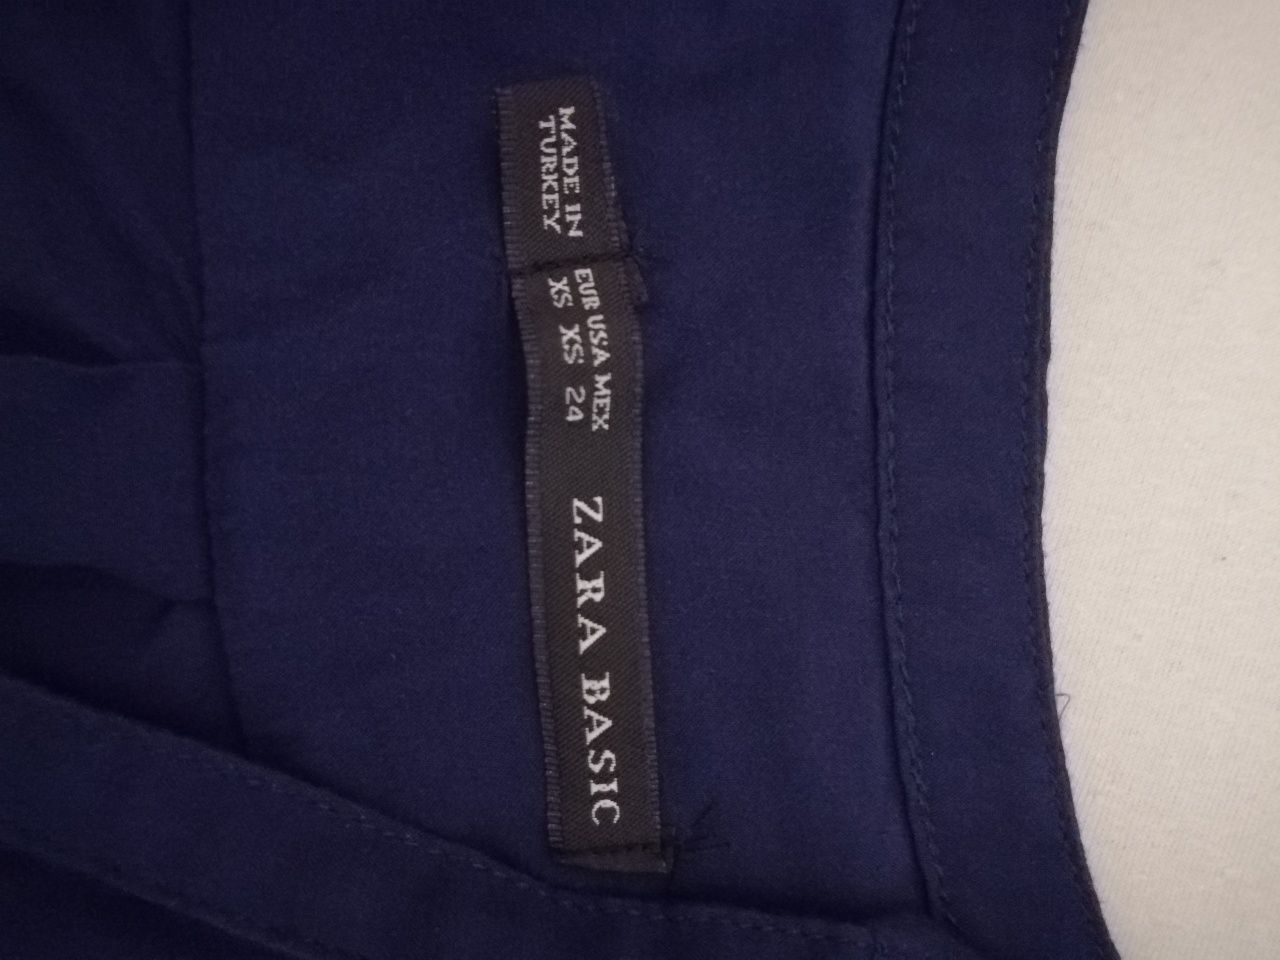 MADE IN
TURKEY
EUR USA MEX
XS XS 24
ZARA BASIC